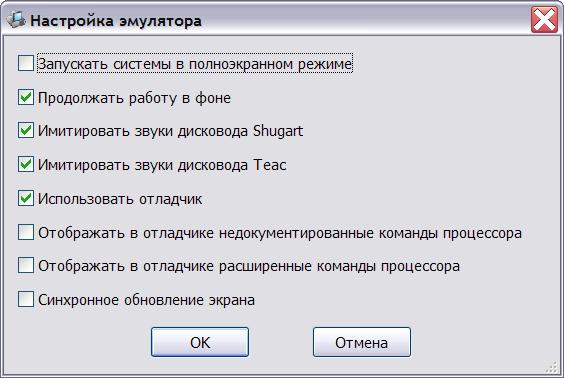 Настройка эмулятора
Запускать системы в полноэкранном режиме
Продолжать работу в фоне
Имитировать звуки дисковода Shugart
Имитировать звуки дисковода Teac
Использовать отладчик
Отображать в отладчике недокументированные команды процессора
Отображать в отладчике расширенные команды процессора
Синхронное обновление экрана
OK Отмена